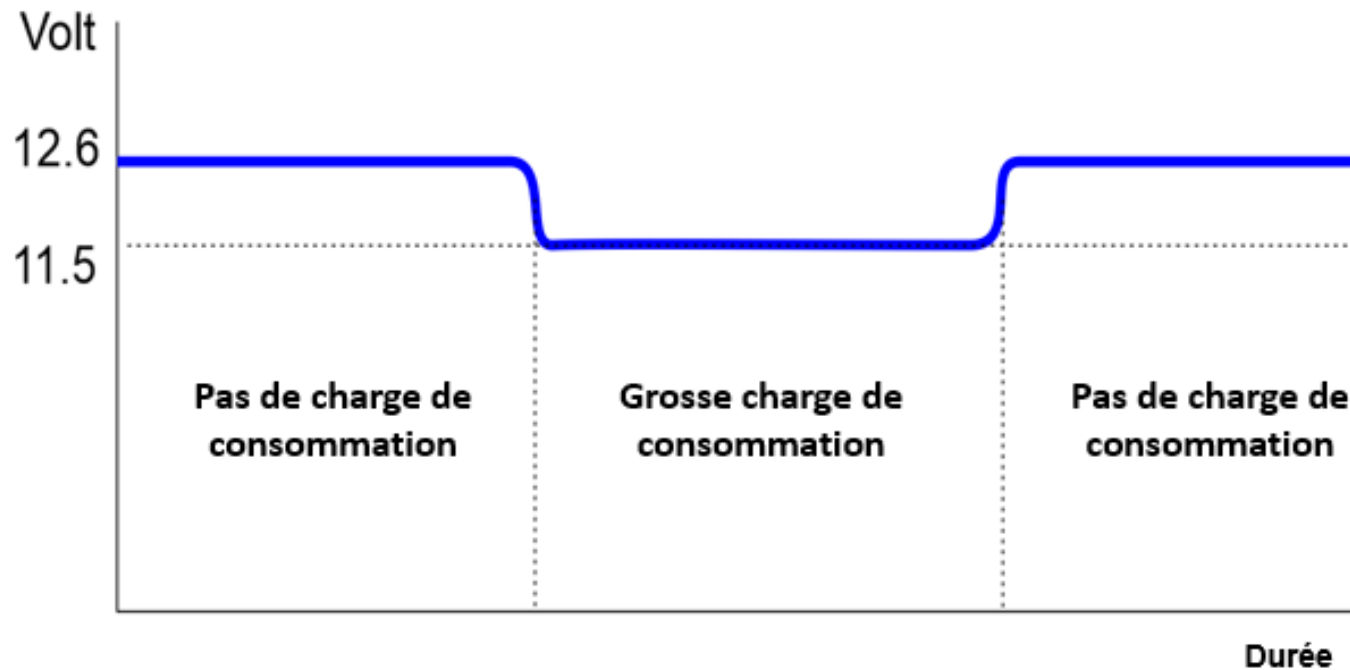 Volt
12.6
11.5
Pas de charge de
consommation
Grosse charge de
consommation
Pas de charge de
consommation
Durée